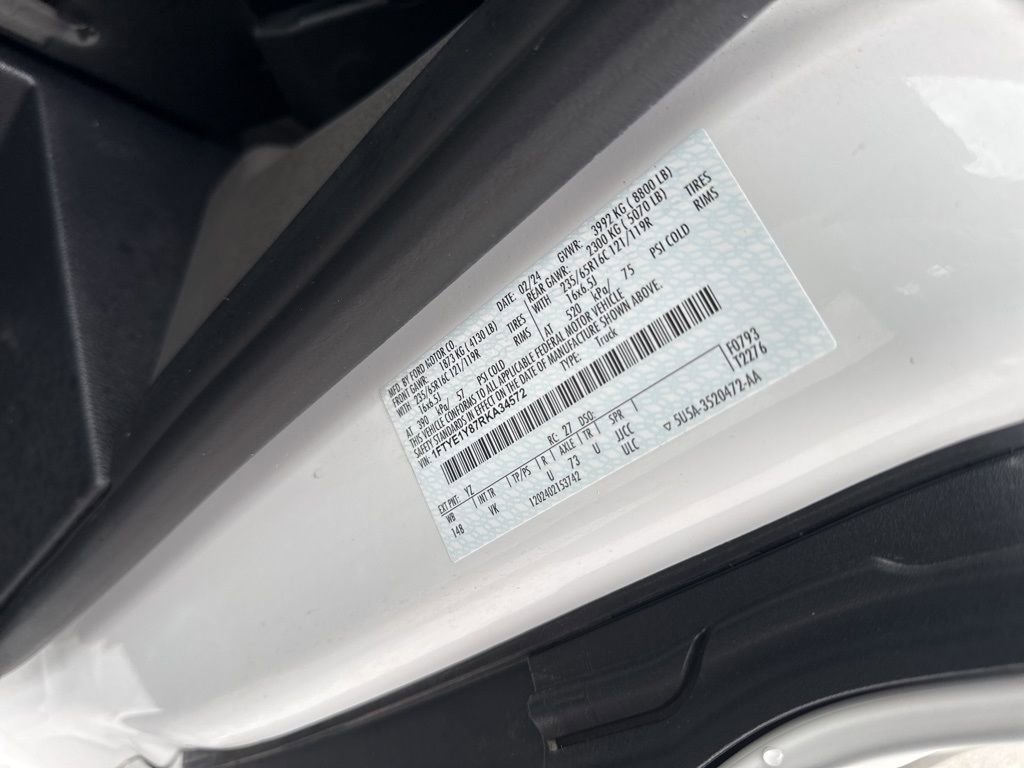 MFD. BY FORD MOTOR CO.
DATE: 02/24 GVWR: 3992 KG ( 8800 LB)
FRONT GAWR: 1873 KG ( 4130 LB) REAR GAWR: 2300 KG ( 5070 LB)
WITH 235/65R16C 121/119R TIRES WITH 235/65R16C 121/119R TIRES
16x6.5J RIMS 16x6.5J RIMS
AT 390 kPa/ 57 PSI COLD AT 520 kPa/ 75 PSI COLD
THIS VEHICLE CONFORMS TO ALL APPLICABLE FEDERAL MOTOR VEHICLE
SAFETY STANDARDS IN EFFECT ON THE DATE OF MANUFACTURE SHOWN ABOVE.
VIN: 1FTYE1Y87RKA34572 TYPE: Truck
EXT PNT: YZ RC: 27 DSO: F0793
WB INT TR TP/PS R AXLE TR SPR T2276
148 VK U 73 U JJCC
1202402153742 ULC ▽ 5U5A-3520472-AA